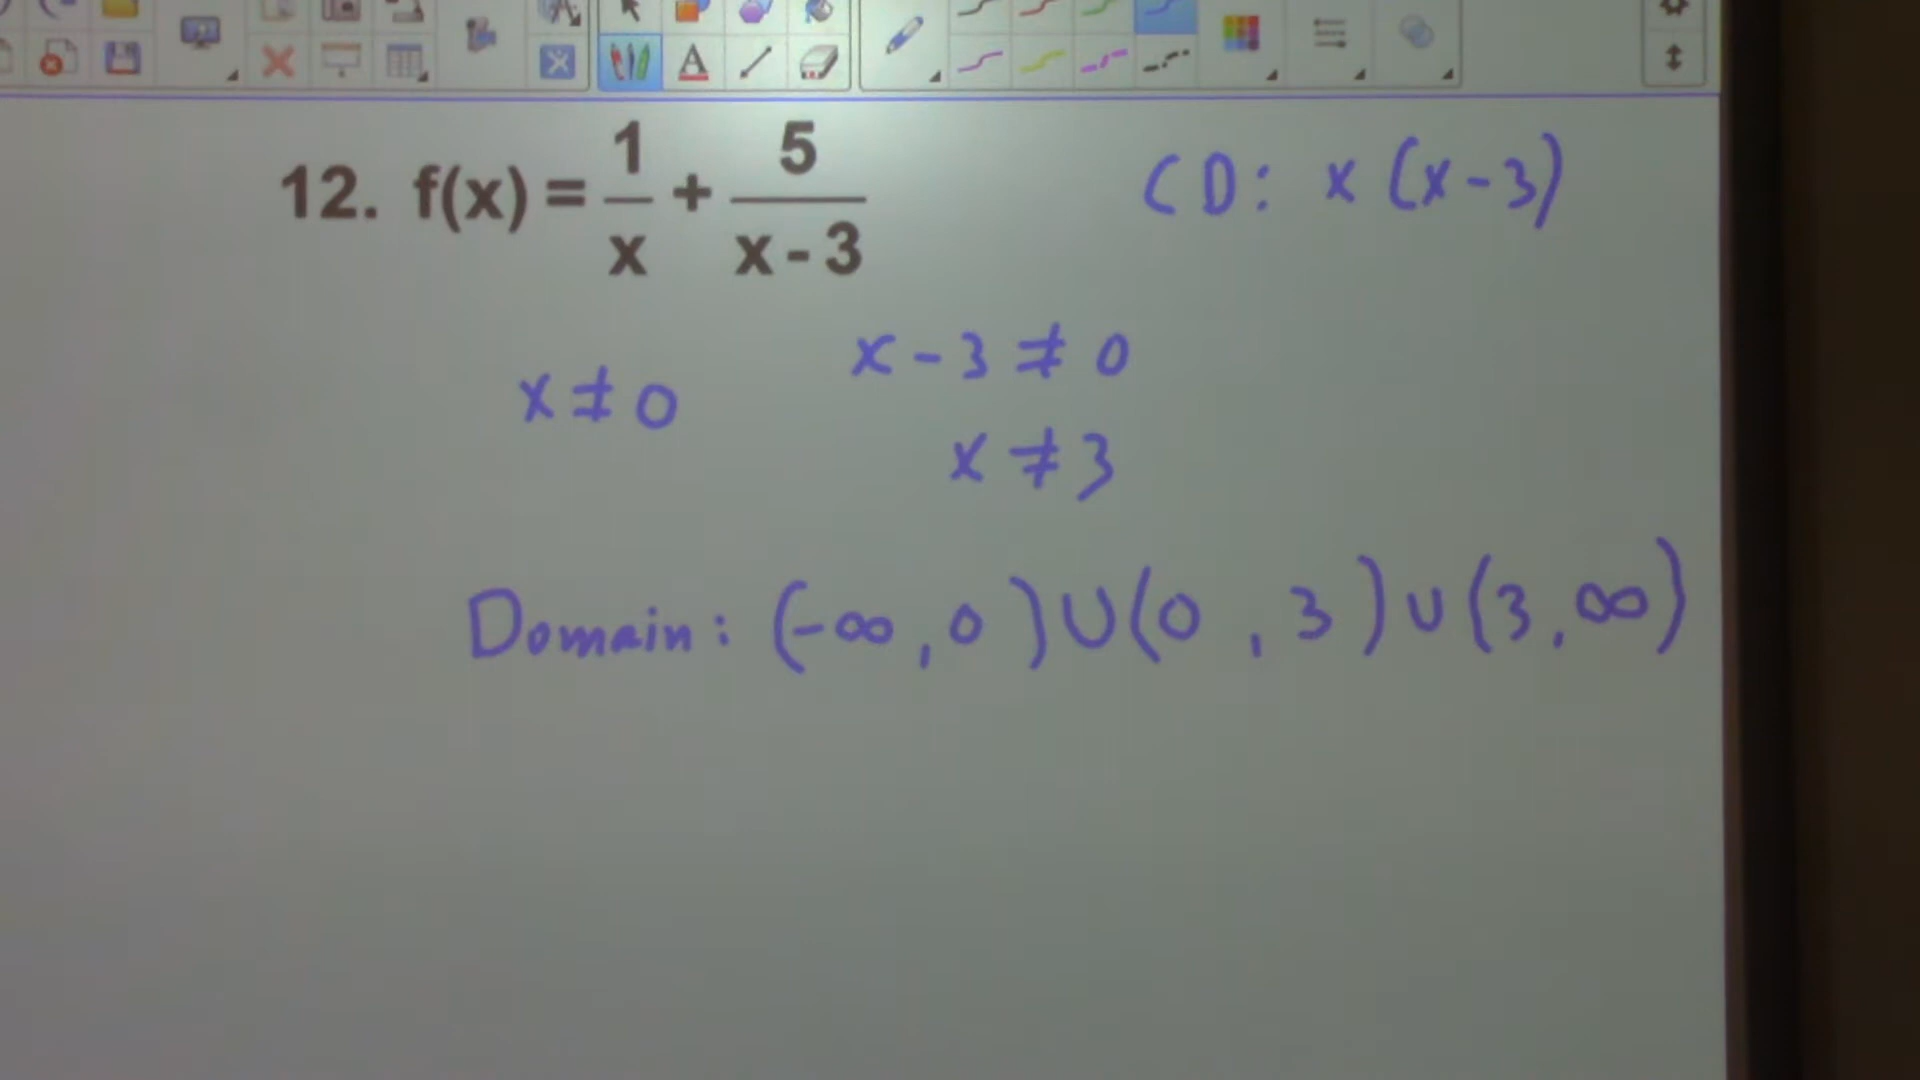 12. f(x) = 1/x + 5/(x - 3)
CD: x (x - 3)
x ≠ 0
x - 3 ≠ 0
x ≠ 3
Domain: (-∞, 0) ∪ (0, 3) ∪ (3, ∞)